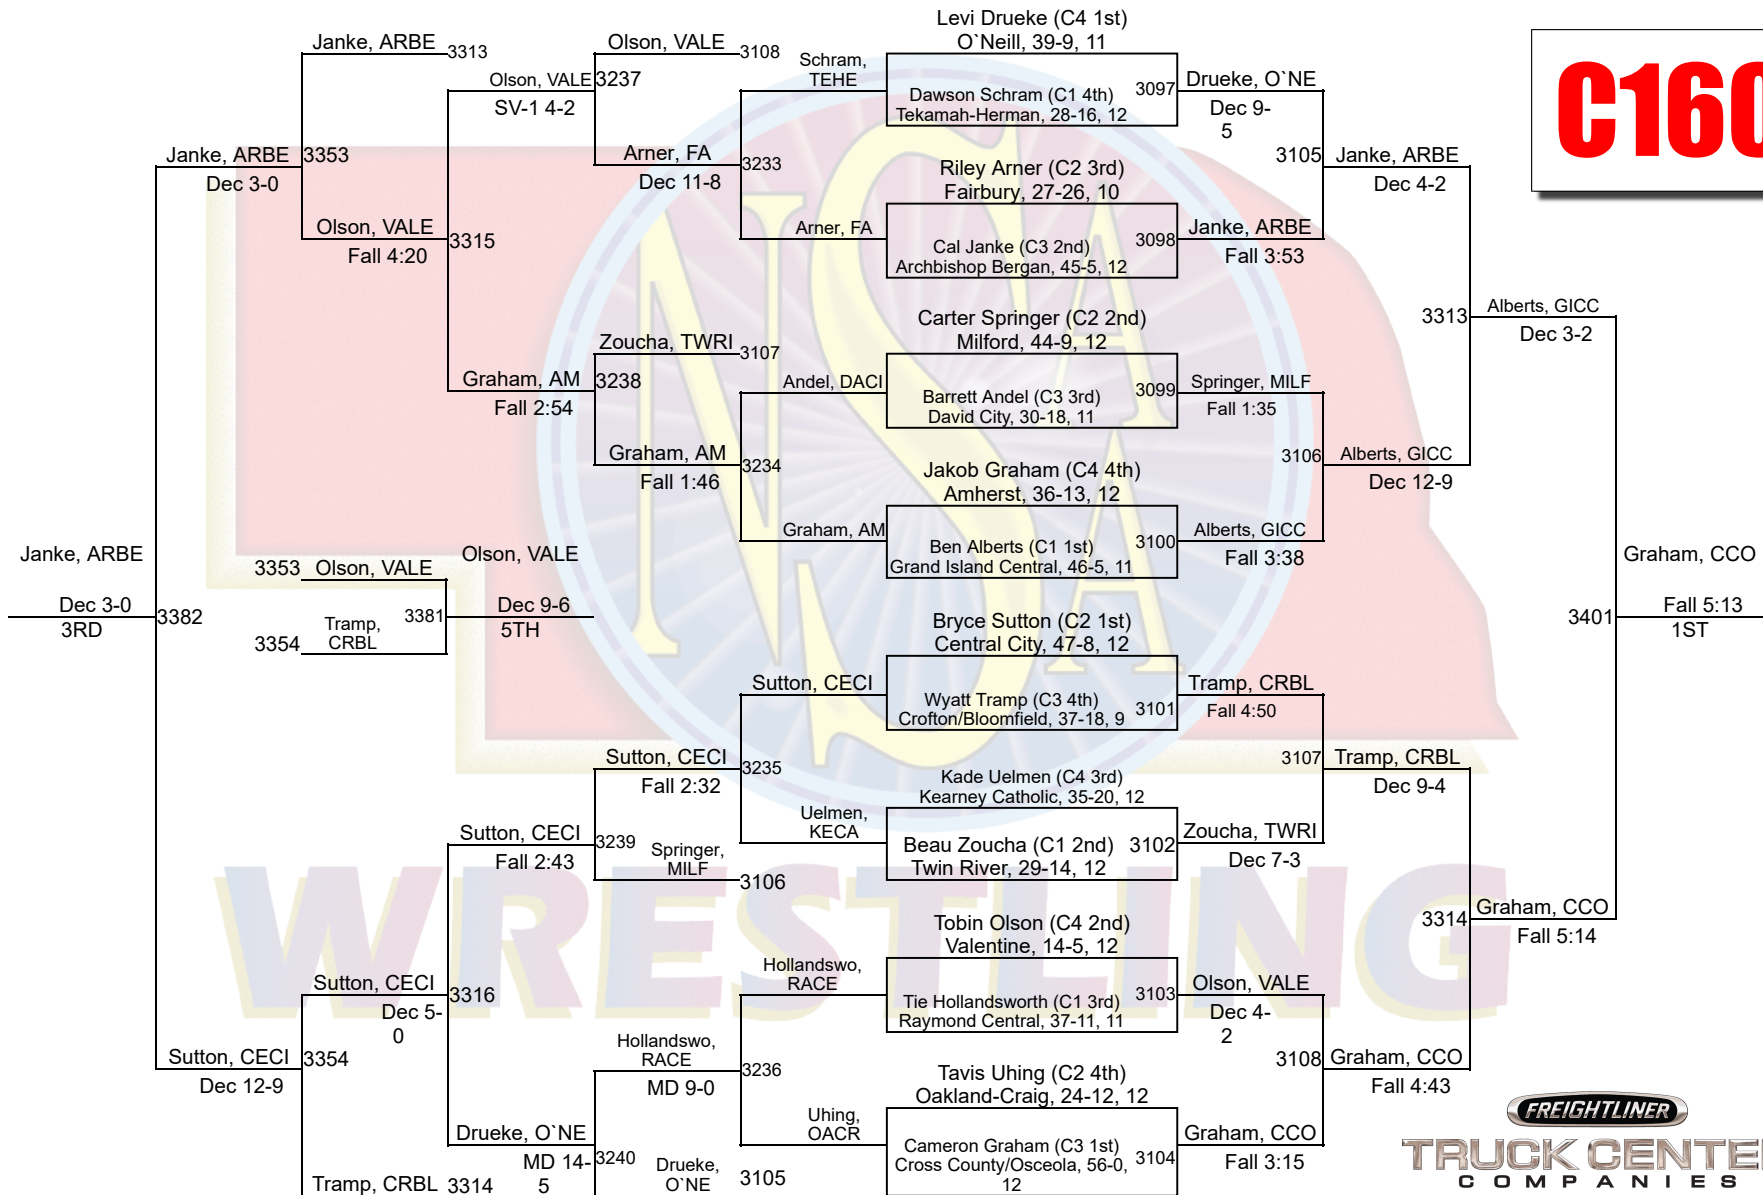 Levi Drueke (C4 1st)
O`Neill, 39-9, 11
Janke, ARBE
3313
Olson, VALE
3108
Schram,
TEHE
Olson, VALE
3237
SV-1 4-2
Dawson Schram (C1 4th)
Tekamah-Herman, 28-16, 12
3097
Drueke, O`NE
Dec 9-
5
C160
Janke, ARBE
3353
Dec 3-0
Arner, FA
3233
Dec 11-8
Riley Arner (C2 3rd)
Fairbury, 27-26, 10
3105
Janke, ARBE
Dec 4-2
Olson, VALE
3315
Fall 4:20
Arner, FA
Cal Janke (C3 2nd)
Archbishop Bergan, 45-5, 12
3098
Janke, ARBE
Fall 3:53
Carter Springer (C2 2nd)
Milford, 44-9, 12
3313
Alberts, GICC
Dec 3-2
Zoucha, TWRI
3107
Graham, AM
3238
Fall 2:54
Andel, DACI
Barrett Andel (C3 3rd)
David City, 30-18, 11
3099
Springer, MILF
Fall 1:35
Graham, AM
3234
Fall 1:46
Jakob Graham (C4 4th)
Amherst, 36-13, 12
3106
Alberts, GICC
Dec 12-9
Graham, AM
Ben Alberts (C1 1st)
Grand Island Central, 46-5, 11
3100
Alberts, GICC
Fall 3:38
Janke, ARBE
Dec 3-0
3RD
3382
3353
Olson, VALE
3354
Tramp,
CRBL
3381
Olson, VALE
Dec 9-6
5TH
Graham, CCO
3401
Fall 5:13
1ST
Bryce Sutton (C2 1st)
Central City, 47-8, 12
Sutton, CECI
Wyatt Tramp (C3 4th)
Crofton/Bloomfield, 37-18, 9
3101
Tramp, CRBL
Fall 4:50
Sutton, CECI
3235
Fall 2:32
Kade Uelmen (C4 3rd)
Kearney Catholic, 35-20, 12
3107
Tramp, CRBL
Dec 9-4
Uelmen,
KECA
Beau Zoucha (C1 2nd)
Twin River, 29-14, 12
3102
Zoucha, TWRI
Dec 7-3
Sutton, CECI
3239
Fall 2:43
Springer,
MILF
3106
NSAA
WRESTLING
Tobin Olson (C4 2nd)
Valentine, 14-5, 12
3314
Graham, CCO
Fall 5:14
Hollandswo,
RACE
Tie Hollandsworth (C1 3rd)
Raymond Central, 37-11, 11
3103
Olson, VALE
Dec 4-
2
Sutton, CECI
3316
Dec 5-
0
Sutton, CECI
3354
Dec 12-9
Hollandswo,
RACE
3236
MD 9-0
Tavis Uhing (C2 4th)
Oakland-Craig, 24-12, 12
3108
Graham, CCO
Fall 4:43
Uhing,
OACR
Cameron Graham (C3 1st)
Cross County/Osceola, 56-0,
12
3104
Graham, CCO
Fall 3:15
Drueke, O`NE
3240
MD 14-
5
Drueke,
O`NE
3105
Tramp, CRBL
3314
FREIGHTLINER
TRUCK CENTE
COMPANIES